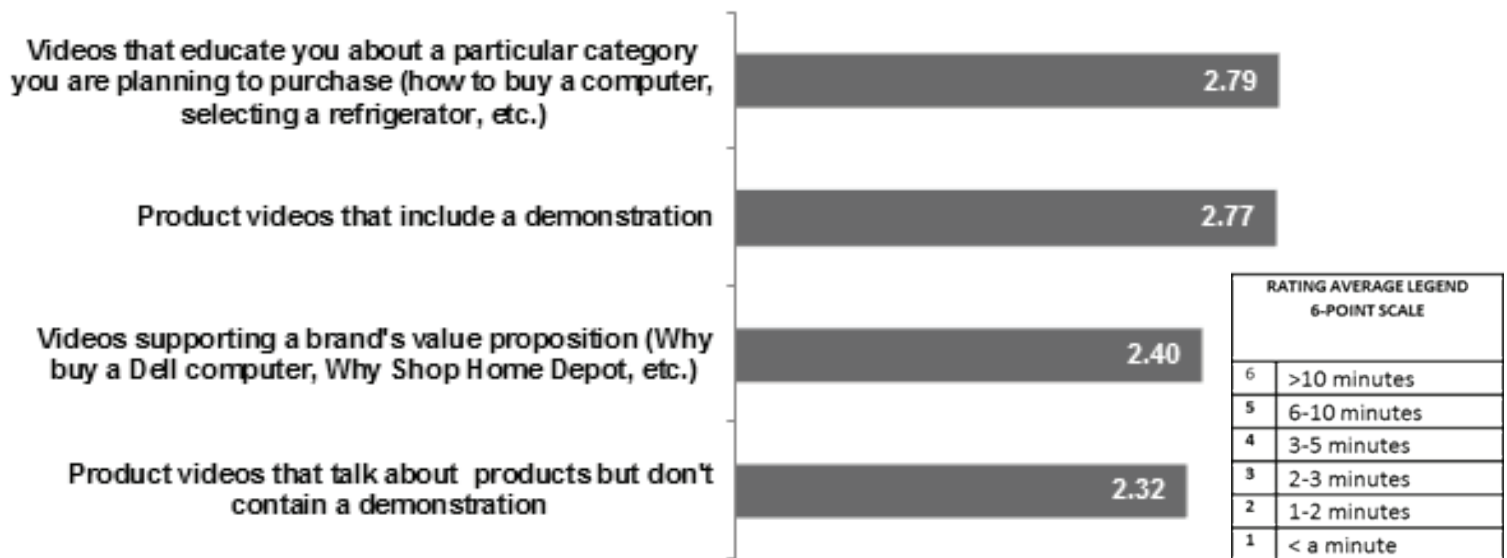 Videos that educate you about a particular category
you are planning to purchase (how to buy a computer,
selecting a refrigerator, etc.)
2.79
Product videos that include a demonstration
2.77
Videos supporting a brand's value proposition (Why
buy a Dell computer, Why Shop Home Depot, etc.)
2.40
Product videos that talk about products but don't
contain a demonstration
2.32
RATING AVERAGE LEGEND
6-POINT SCALE
6 >10 minutes
5 6-10 minutes
4 3-5 minutes
3 2-3 minutes
2 1-2 minutes
1 < a minute